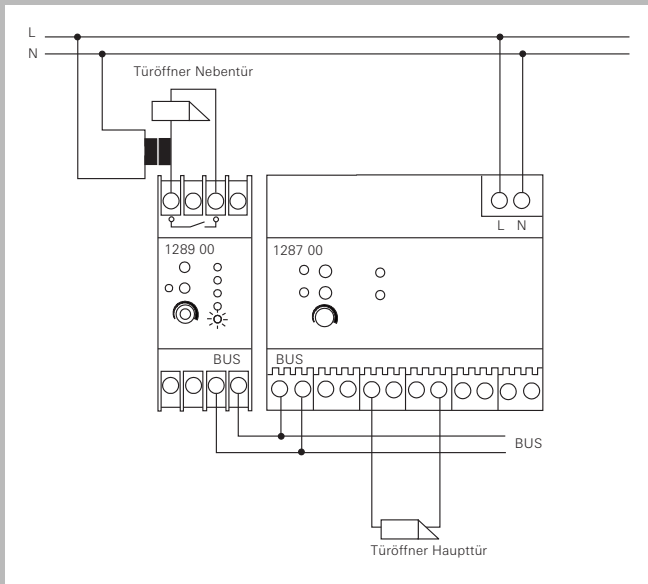 L
N
Türöffner Nebentür
L N
1289 00
1287 00
BUS
BUS
BUS
Türöffner Haupttür